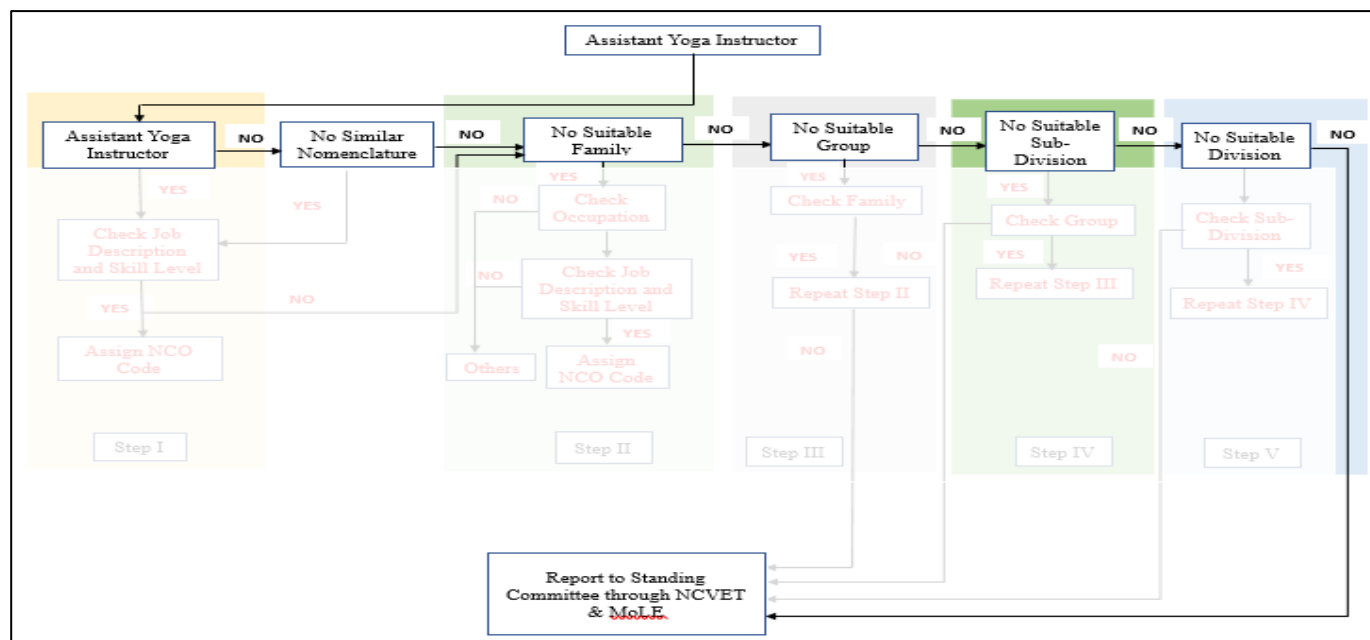 Assistant Yoga Instructor
Assistant Yoga
Instructor
NO
No Similar
Nomenclature
NO
No Suitable
Family
NO
No Suitable
Group
NO
No Suitable
Sub-
Division
NO
No Suitable
Division
NO
YES
YES
Check Job
Description
and Skill Level
YES
NO
Assign NCO
Code
Step I
YES
NO
Check
Occupation
NO
Check Job
Description and
Skill Level
YES
Others
Assign
NCO Code
Step II
YES
Check Family
YES
NO
Repeat Step II
NO
Step III
YES
Check Group
YES
Repeat Step III
NO
Step IV
Check Sub-
Division
YES
Repeat Step IV
Step V
Report to Standing
Committee through NCVET
& MoLE